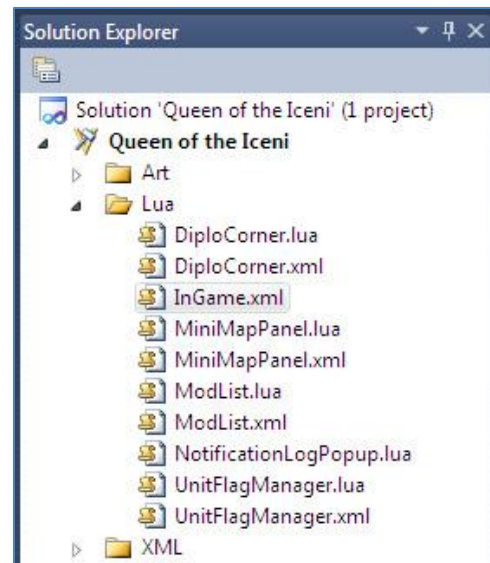 Solution Explorer
Solution 'Queen of the Iceni' (1 project)
Queen of the Iceni
Art
Lua
DiploCorner.lua
DiploCorner.xml
InGame.xml
MiniMapPanel.lua
MiniMapPanel.xml
ModList.lua
ModList.xml
NotificationLogPopup.lua
UnitFlagManager.lua
UnitFlagManager.xml
XML